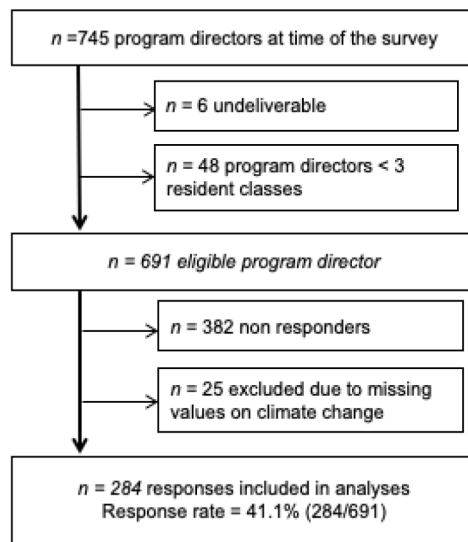 n =745 program directors at time of the survey
n = 6 undeliverable
n = 48 program directors < 3
resident classes
n = 691 eligible program director
n = 382 non responders
n = 25 excluded due to missing
values on climate change
n = 284 responses included in analyses
Response rate = 41.1% (284/691)